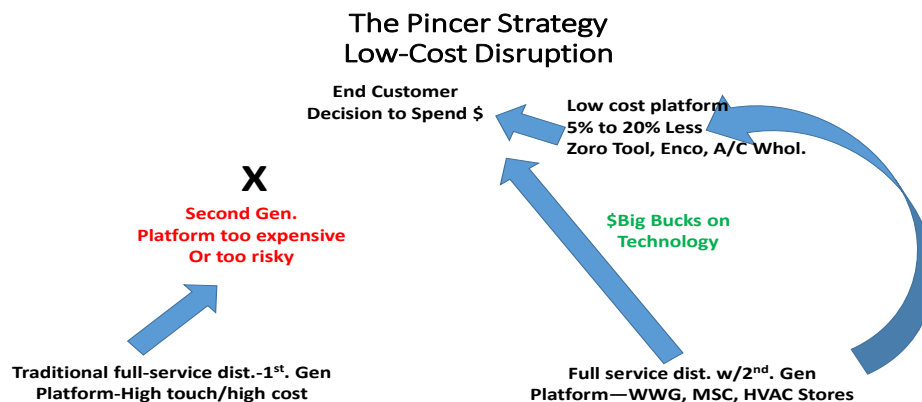 The Pincer Strategy
Low-Cost Disruption
End Customer
Decision to Spend $
Low cost platform
5% to 20% Less
Zoro Tool, Enco, A/C Whol.
X
Second Gen.
Platform too expensive
Or too risky
$Big Bucks on
Technology
Traditional full-service dist.-1st. Gen
Platform-High touch/high cost
Full service dist. w/2nd. Gen
Platform—WWG, MSC, HVAC Stores